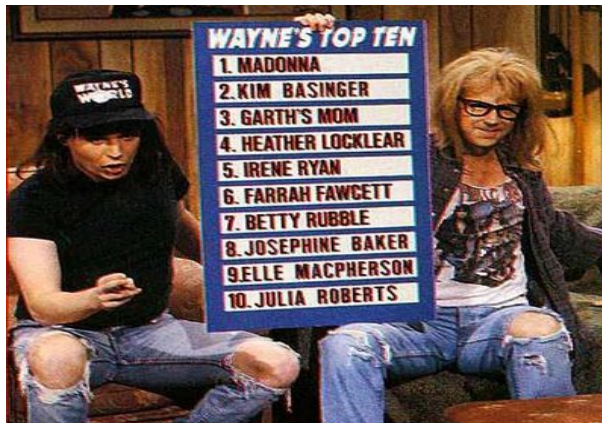 WAYNE'S TOP TEN
1. MADONNA
2. KIM BASINGER
3. GARTH'S MOM
4. HEATHER LOCKLEAR
5. IRENE RYAN
6. FARRAH FAWCETT
7. BETTY RUBBLE
8. JOSEPHINE BAKER
9. ELLE MACPHERSON
10. JULIA ROBERTS
WAYNE'S
WORLD